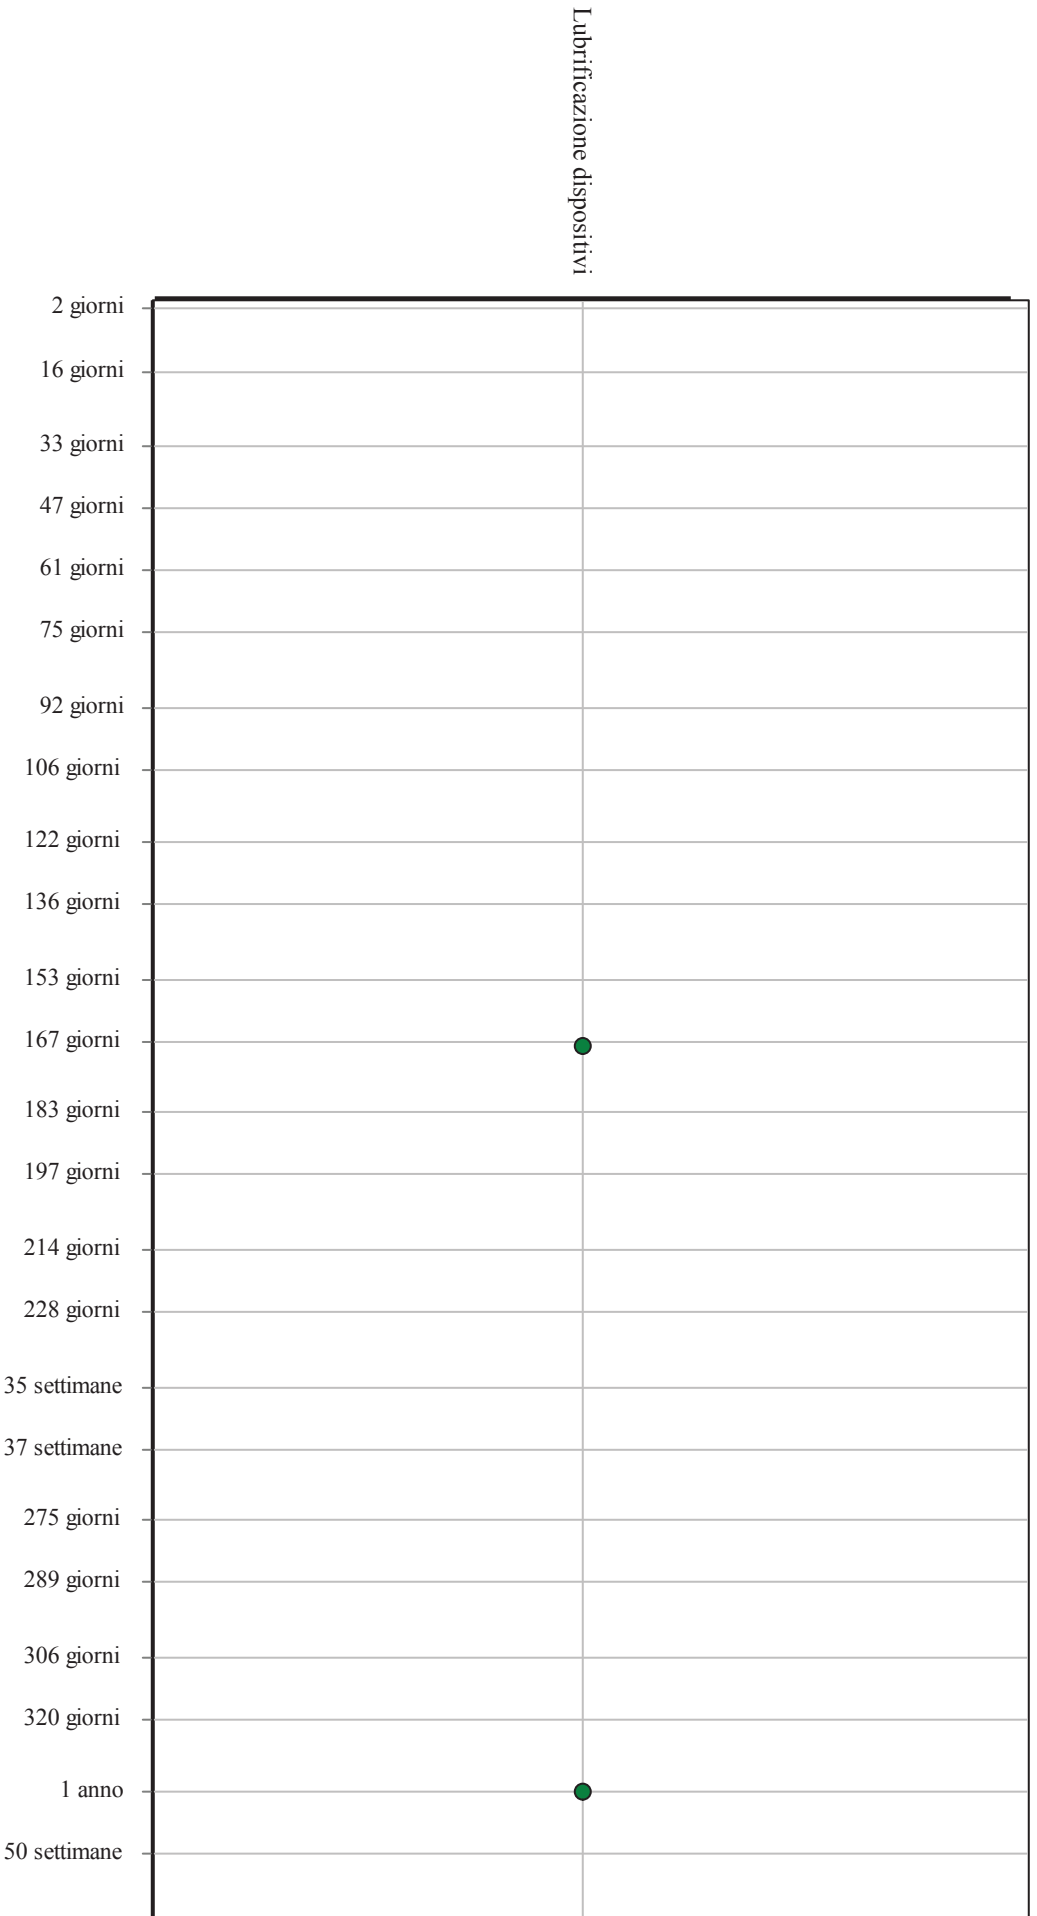 Lubrificazione dispositivi
2 giorni
16 giorni
33 giorni
47 giorni
61 giorni
75 giorni
92 giorni
106 giorni
122 giorni
136 giorni
153 giorni
167 giorni
183 giorni
197 giorni
214 giorni
228 giorni
35 settimane
37 settimane
275 giorni
289 giorni
306 giorni
320 giorni
1 anno
50 settimane